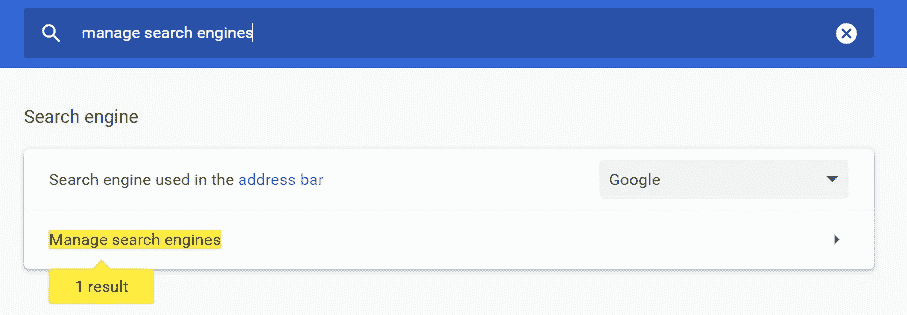 manage search engines
Search engine
Search engine used in the address bar
Google
Manage search engines
1 result